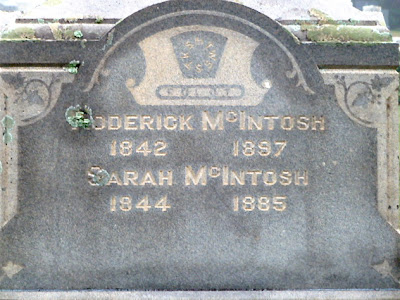 RODERICK McINTOSH
1842 1897
SARAH McINTOSH
1844 1885